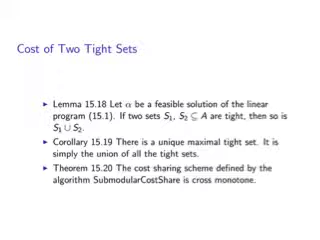 Cost of Two Tight Sets
▶ Lemma 15.18 Let α be a feasible solution of the linear
program (15.1). If two sets S₁, S₂ ⊆ A are tight, then so is
S₁ ∪ S₂.
▶ Corollary 15.19 There is a unique maximal tight set. It is
simply the union of all the tight sets.
▶ Theorem 15.20 The cost sharing scheme defined by the
algorithm SubmodularCostShare is cross monotone.